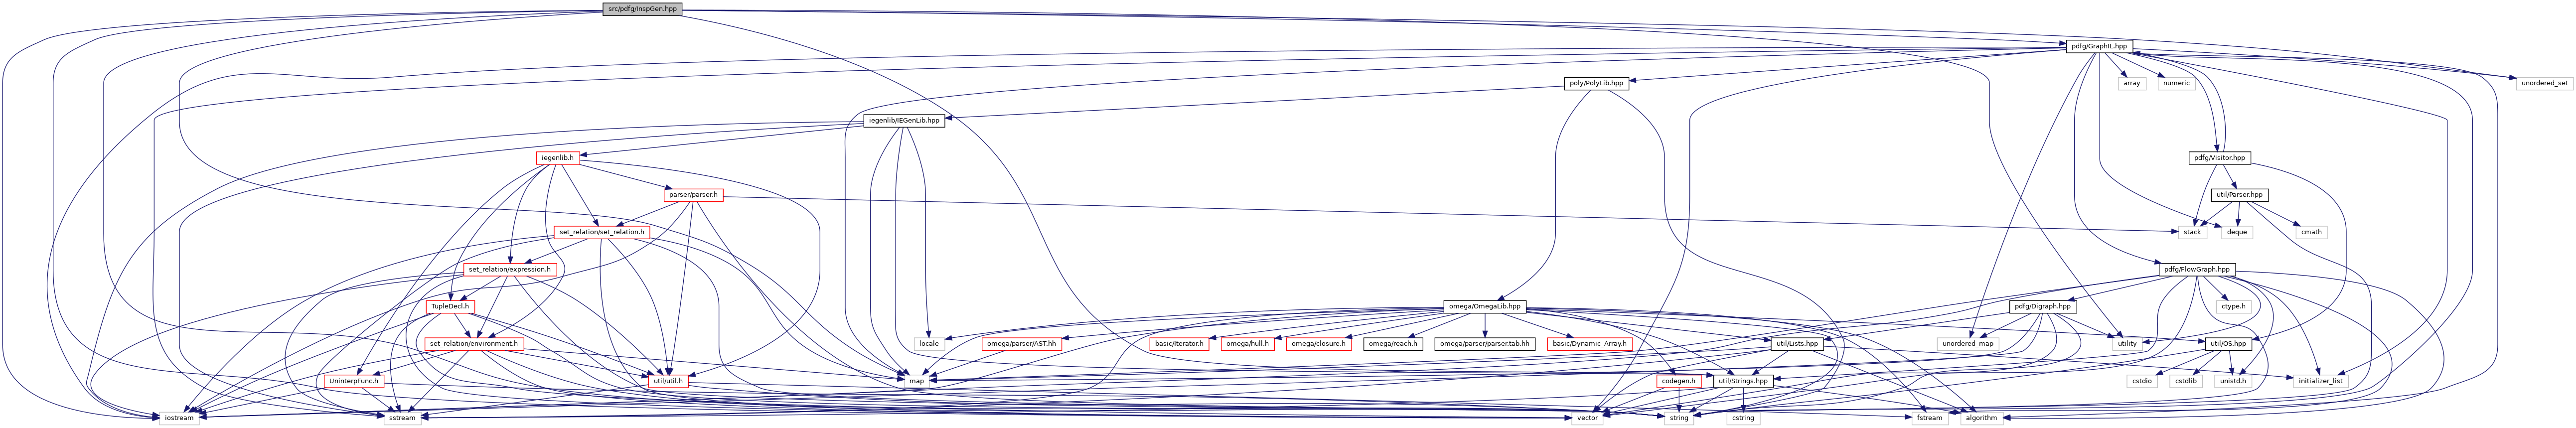 src/pdfg/InspGen.hpp
pdfg/GraphIL.hpp
poly/PolyLib.hpp
array
numeric
unordered_set
iegenlib/IEGenLib.hpp
iegenlib.h
pdfg/Visitor.hpp
parser/parser.h
util/Parser.hpp
set_relation/set_relation.h
stack
deque
cmath
set_relation/expression.h
pdfg/FlowGraph.hpp
TupleDecl.h
omega/OmegaLib.hpp
pdfg/Digraph.hpp
ctype.h
set_relation/environment.h
locale
omega/parser/AST.hh
basic/Iterator.h
omega/hull.h
omega/closure.h
omega/reach.h
omega/parser/parser.tab.hh
basic/Dynamic_Array.h
util/Lists.hpp
unordered_map
utility
util/OS.hpp
UninterpFunc.h
util/util.h
map
codegen.h
util/Strings.hpp
cstdio
cstdlib
unistd.h
initializer_list
iostream
sstream
vector
string
cstring
fstream
algorithm